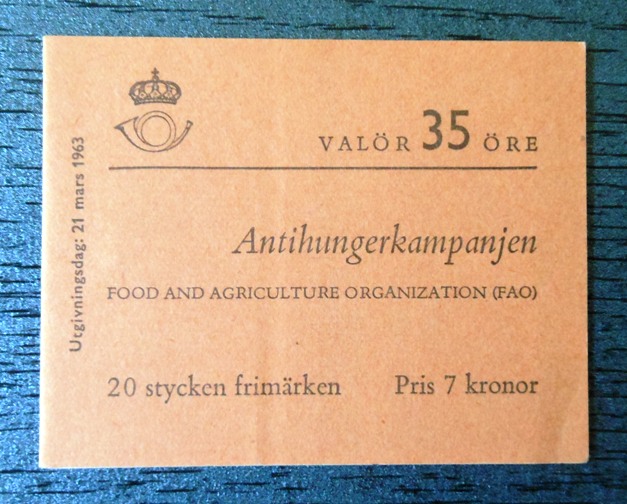 Utgivningsdag: 21 mars 1963
VALÖR 35 ÖRE
Antihungerkampanjen
FOOD AND AGRICULTURE ORGANIZATION (FAO)
20 stycken frimärken Pris 7 kronor